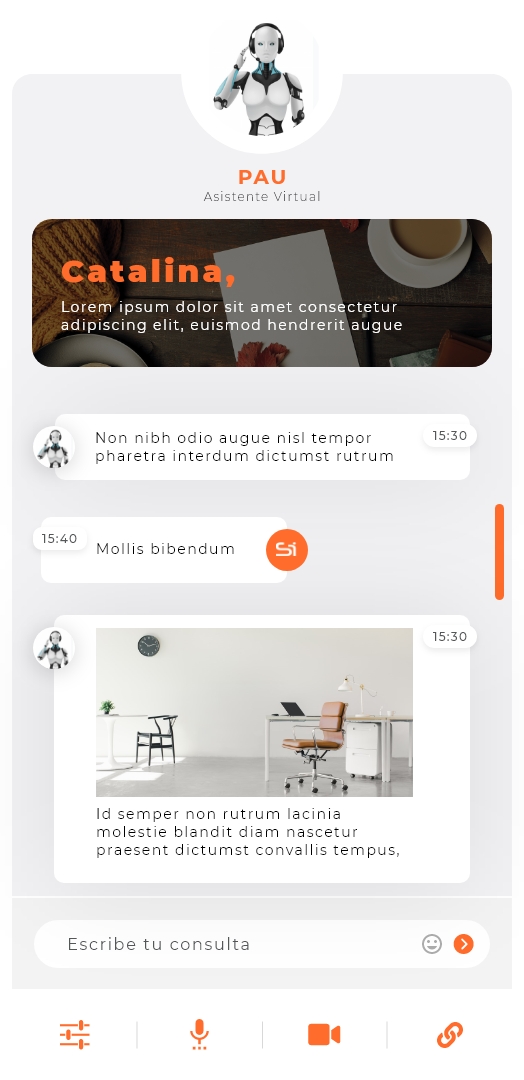 PAU
Asistente Virtual
Catalina,
Lorem ipsum dolor sit amet consectetur
adipiscing elit, euismod hendrerit augue
Non nibh odio augue nisl tempor
pharetra interdum dictumst rutrum
15:30
15:40
Mollis bibendum
Si
15:30
Id semper non rutrum lacinia
molestie blandit diam nascetur
praesent dictumst convallis tempus,
Escribe tu consulta